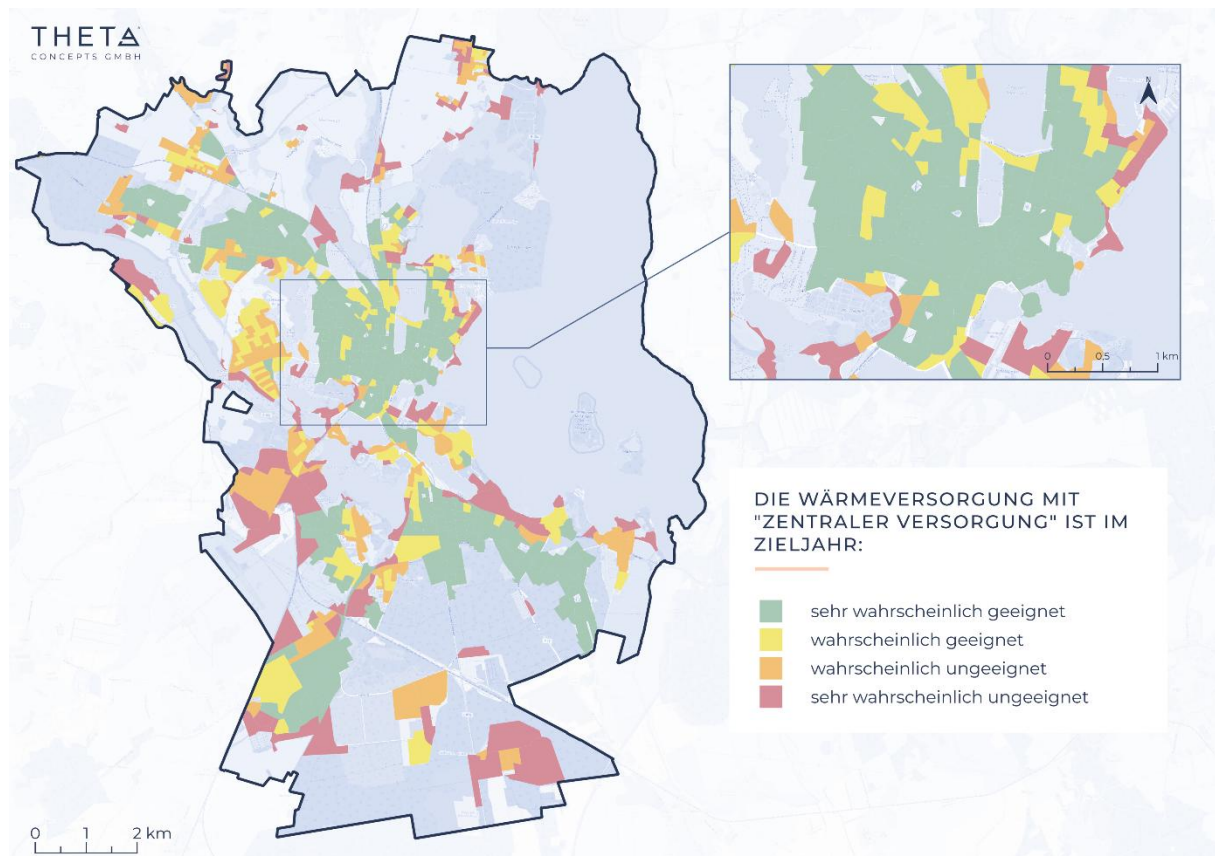 THETA
CONCEPTS GMBH
N
0 0.5 1 km
DIE WÄRMEVERSORGUNG MIT
"ZENTRALER VERSORGUNG" IST IM
ZIELJAHR:
sehr wahrscheinlich geeignet
wahrscheinlich geeignet
wahrscheinlich ungeeignet
sehr wahrscheinlich ungeeignet
0 1 2 km